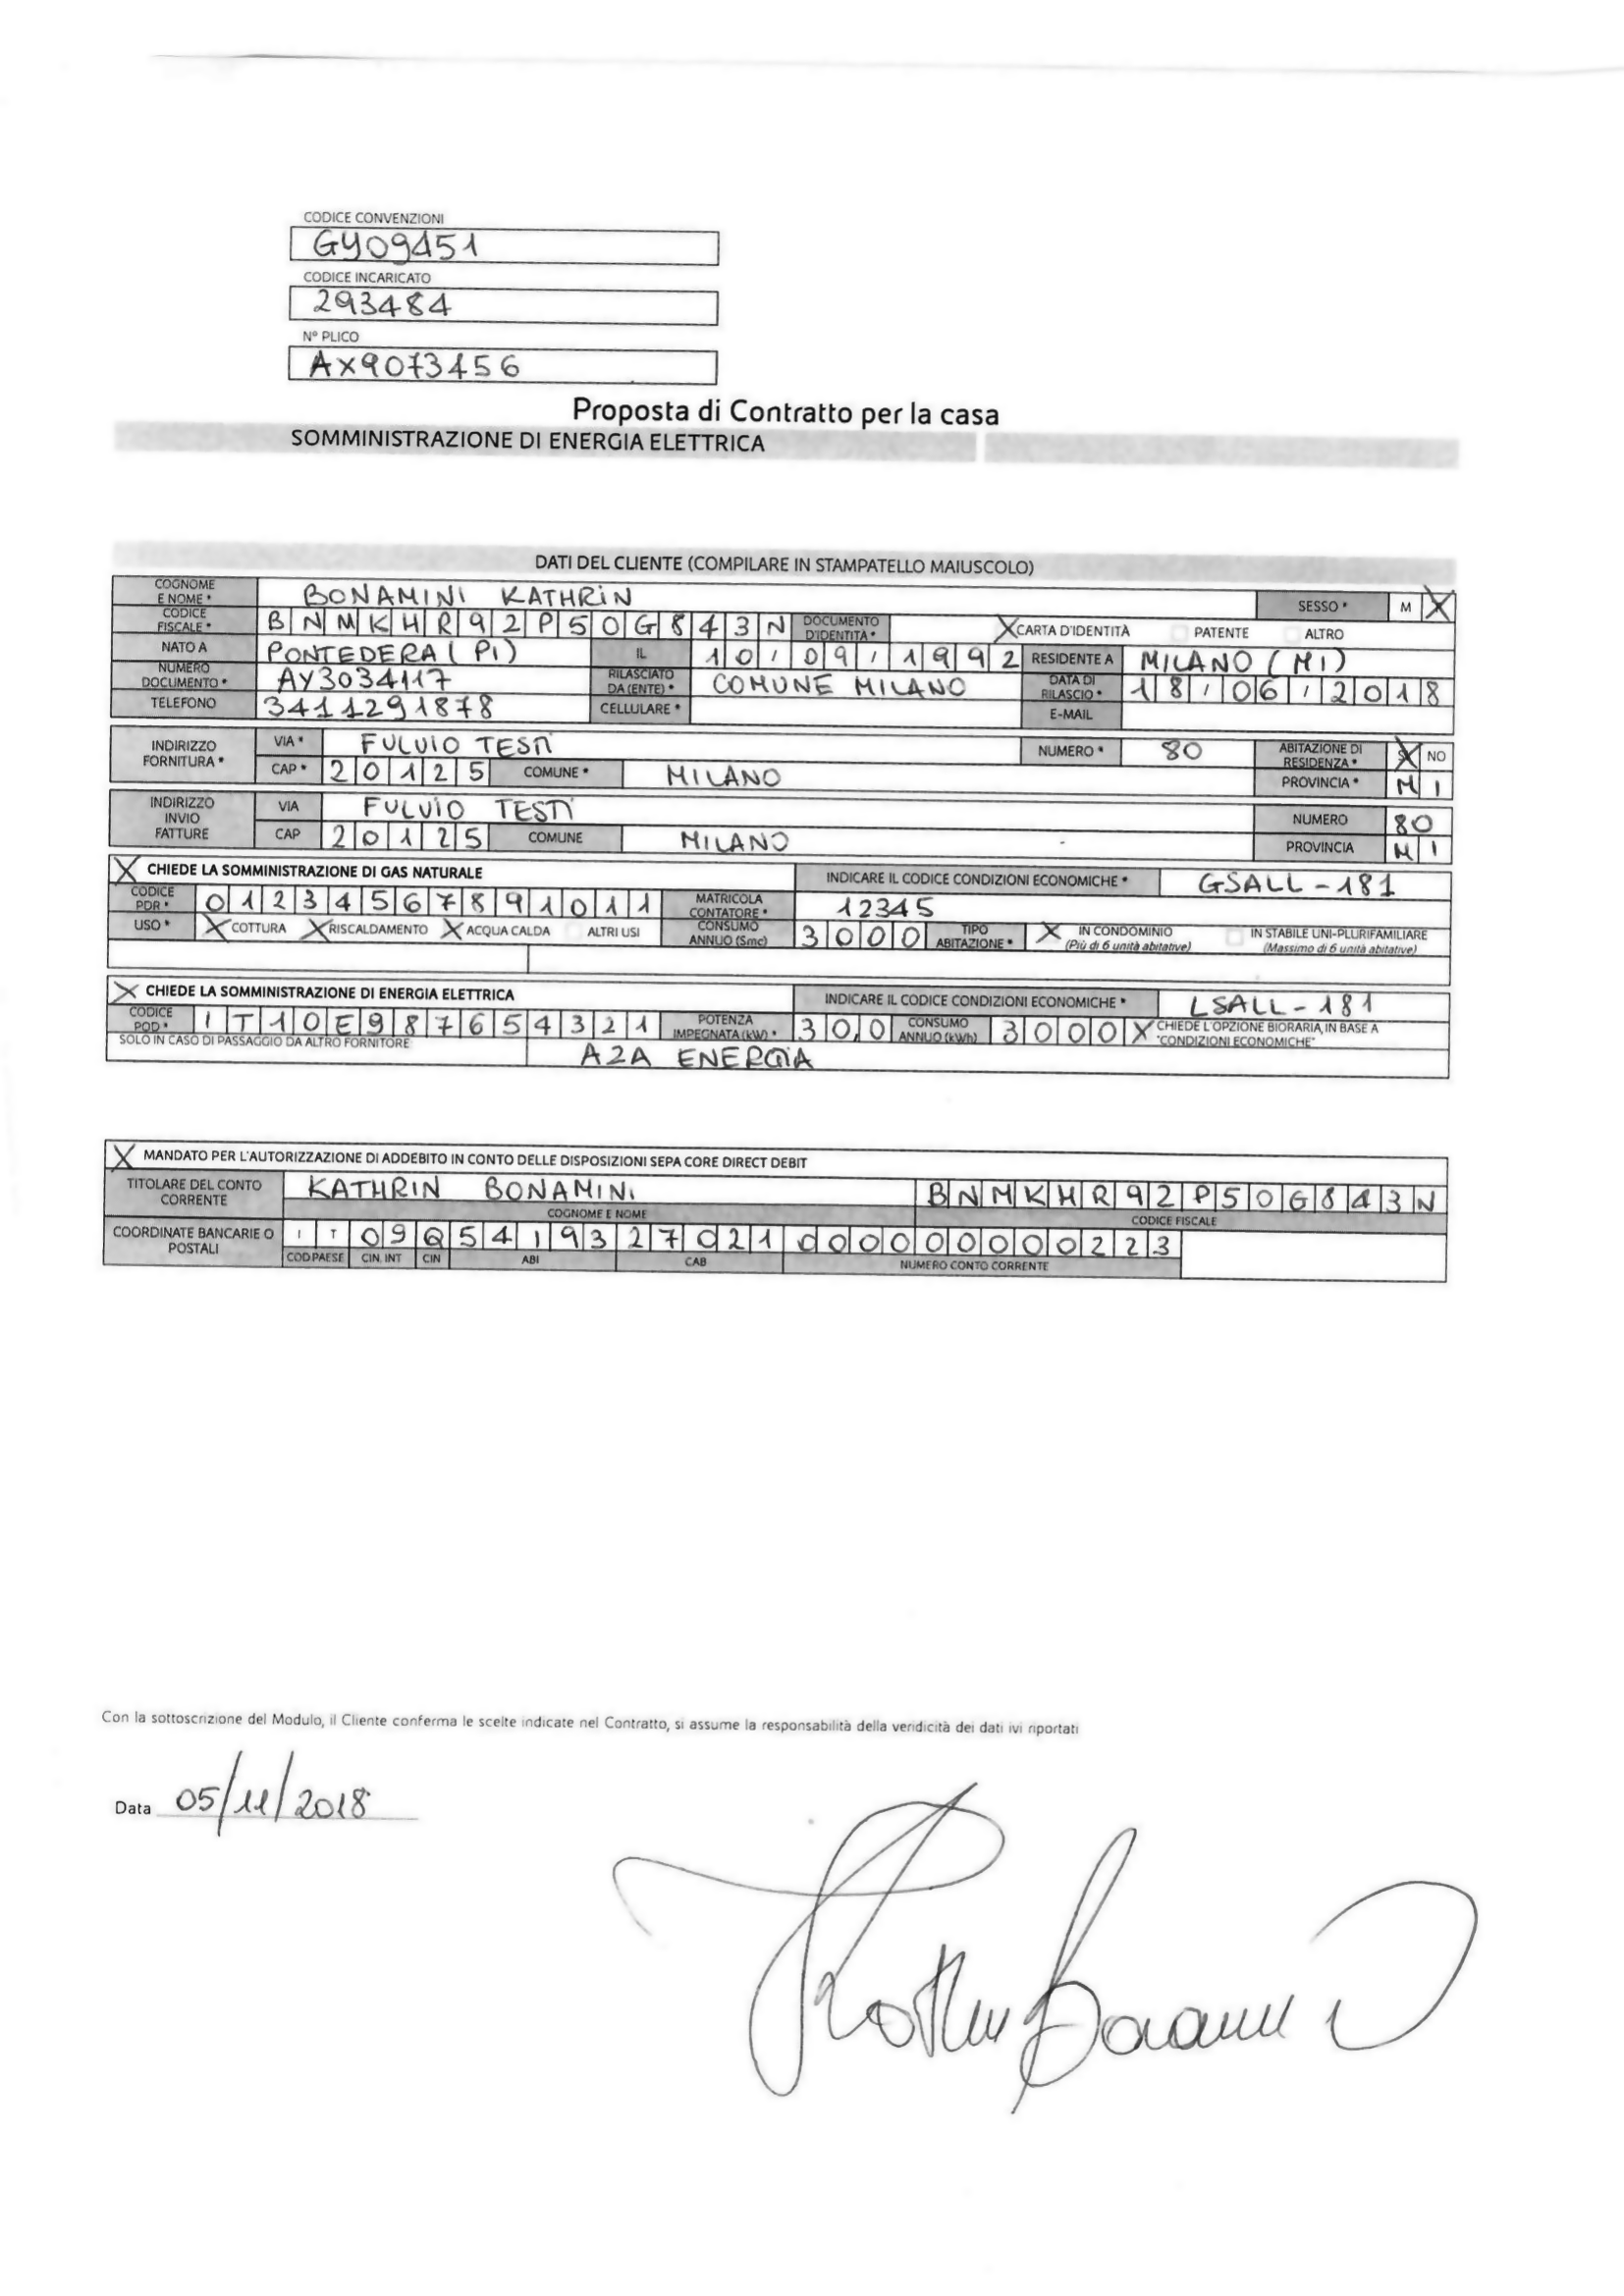 CODICE CONVENZIONI
GY09451
CODICE INCARICATO
293484
N° PLICO
AX9073456
Proposta di Contratto per la casa
SOMMINISTRAZIONE DI ENERGIA ELETTRICA
DATI DEL CLIENTE (COMPILARE IN STAMPATELLO MAIUSCOLO)
COGNOME E NOME * BONAMINI KATHRIN SESSO * M X
CODICE FISCALE * BNMKHR92P50G843N DOCUMENTO D'IDENTITÀ * X CARTA D'IDENTITÀ PATENTE ALTRO
NATO A PONTEDERA (PI) IL 10/09/1992 RESIDENTE A MILANO (MI)
NUMERO DOCUMENTO * AY3034117 RILASCIATO DA (ENTE) * COMUNE MILANO DATA DI RILASCIO * 18/06/2018
TELEFONO 3411291878 CELLULARE * E-MAIL
INDIRIZZO FORNITURA * VIA * FULVIO TESTI NUMERO * 80 ABITAZIONE DI RESIDENZA * X NO
CAP * 20125 COMUNE * MILANO PROVINCIA * MI
INDIRIZZO INVIO FATTURE VIA FULVIO TESTI NUMERO 80
CAP 20125 COMUNE MILANO PROVINCIA MI
X CHIEDE LA SOMMINISTRAZIONE DI GAS NATURALE INDICARE IL CODICE CONDIZIONI ECONOMICHE * GSALL-181
CODICE PDR * 01234567891011 MATRICOLA CONTATORE * 12345
USO * X COTTURA X RISCALDAMENTO X ACQUA CALDA ALTRI USI CONSUMO ANNUO (Smc) 3000 TIPO ABITAZIONE * X IN CONDOMINIO (Più di 6 unità abitative) IN STABILE UNI-PLURIFAMILIARE (Massimo di 6 unità abitative)
X CHIEDE LA SOMMINISTRAZIONE DI ENERGIA ELETTRICA INDICARE IL CODICE CONDIZIONI ECONOMICHE * LSALL-181
CODICE POD * IT10E987654321 POTENZA IMPEGNATA (kW) * 30,0 CONSUMO ANNUO (kWh) 3000 X CHIEDE L'OPZIONE BIORARIA, IN BASE A "CONDIZIONI ECONOMICHE"
SOLO IN CASO DI PASSAGGIO DA ALTRO FORNITORE A2A ENERGIA
X MANDATO PER L'AUTORIZZAZIONE DI ADDEBITO IN CONTO DELLE DISPOSIZIONI SEPA CORE DIRECT DEBIT
TITOLARE DEL CONTO CORRENTE KATHRIN BONAMINI BNMKHR92P50G843N
COGNOME E NOME CODICE FISCALE
COORDINATE BANCARIE O POSTALI IT 09 Q 54193 27021 000000000223
COD PAESE CIN. INT CIN ABI CAB NUMERO CONTO CORRENTE
Con la sottoscrizione del Modulo, il Cliente conferma le scelte indicate nel Contratto, si assume la responsabilità della veridicità dei dati ivi riportati
Data 05/11/2018